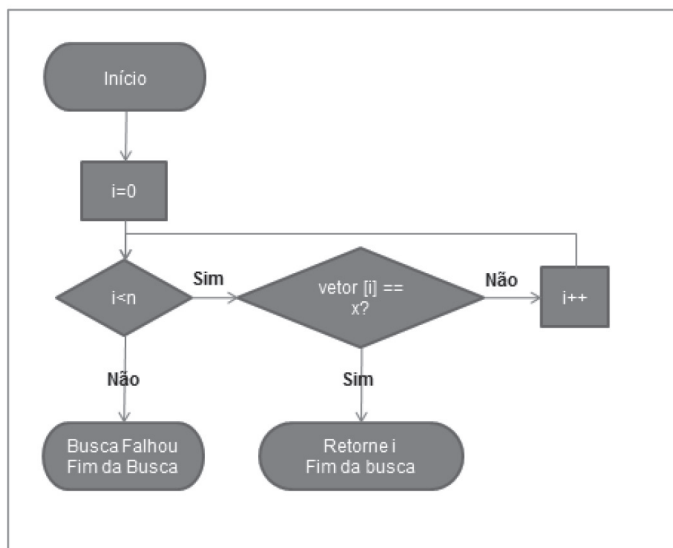 Início
i=0
i<n
Sim
vetor [i] ==
x?
Não
i++
Não
Sim
Busca Falhou
Fim da Busca
Retorne i
Fim da busca